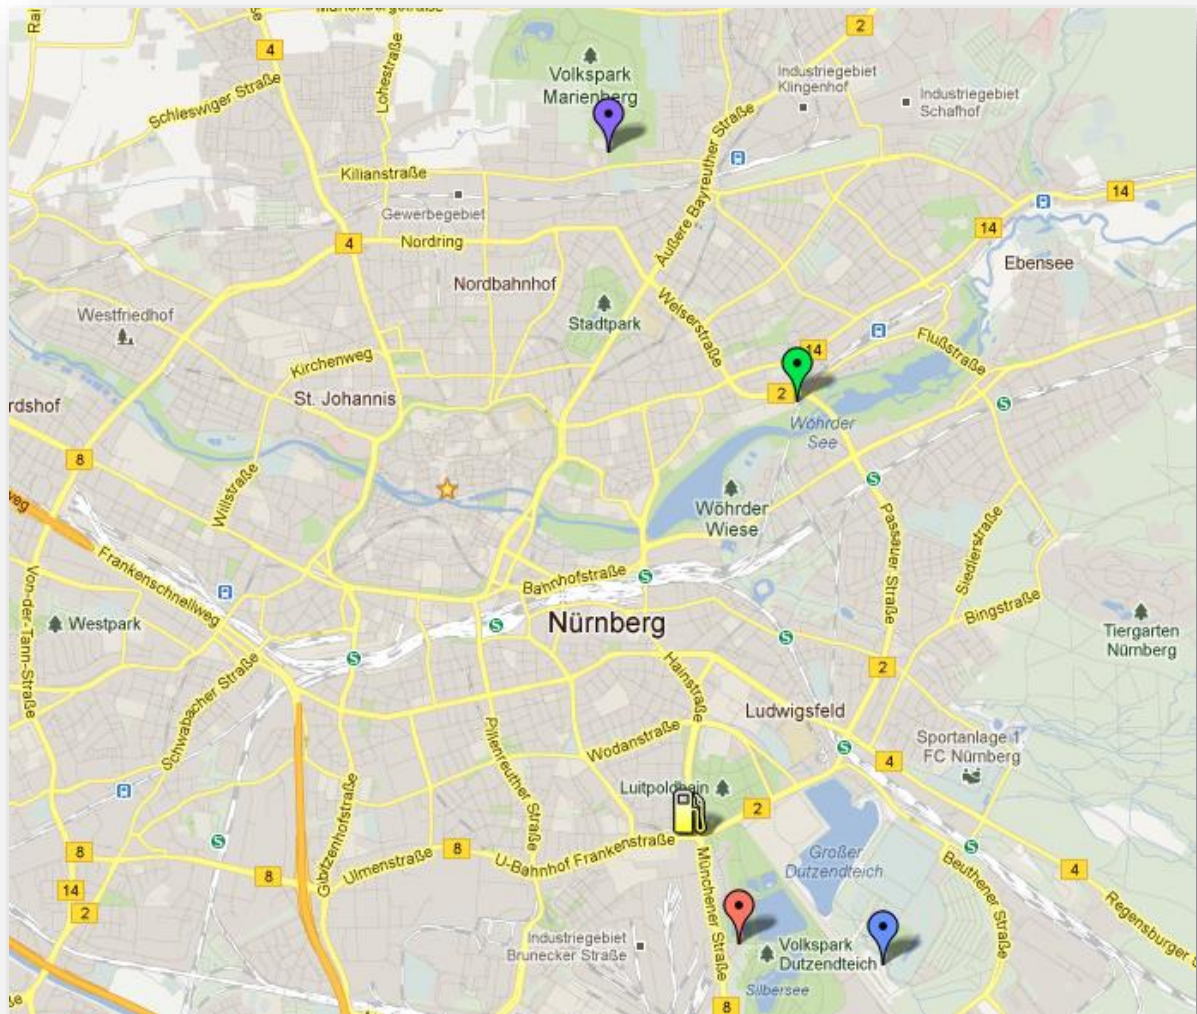 Marienbergstraße
2
4
Lohestraße
Volkspark
Marienberg
Industriegebiet
Klingenhof
Industriegebiet
Schafhof
Schleswiger Straße
Äußere Bayreuther Straße
Kilianstraße
14
Gewerbegebiet
4
Nordring
14
Ebensee
Nordbahnhof
Westfriedhof
Stadtpark
Welserstraße
Flußstraße
14
Kirchenweg
2
St. Johannis
rdshof
Wöhrder
See
8
Willstraße
S
S
Wöhrder
Wiese
weg
Passauer Straße
Siedlerstraße
Frankenschnellweg
Bahnhofstraße
S
Von-der-Tann-Straße
Westpark
S
Nürnberg
S
Bingstraße
Tiergarten
Nürnberg
S
Schwabacher Straße
Hainstraße
2
Ludwigsfeld
Pillenreuther Straße
Wodanstraße
S
Sportanlage 1
FC Nürnberg
4
Luitpoldhain
2
S
Gibitzenhofstraße
8
8
Ulmenstraße
8
U-Bahnhof Frankenstraße
Münchener Straße
Großer
Dutzendteich
S
Beuthener Straße
4
14
2
Regensburger
Industriegebiet
Brunecker Straße
Volkspark
Dutzendteich
Silbersee
8